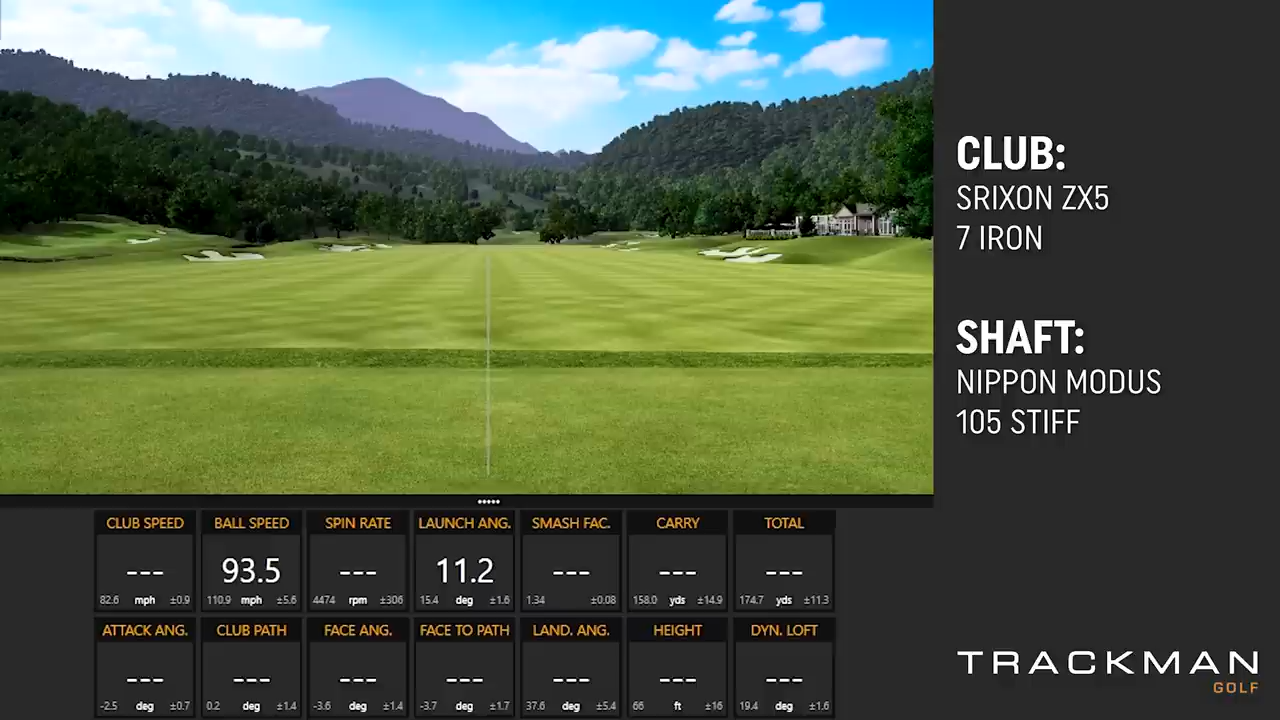 CLUB:
SRIXON ZX5
7 IRON
SHAFT:
NIPPON MODUS
105 STIFF
CLUB SPEED BALL SPEED SPIN RATE LAUNCH ANG. SMASH FAC. CARRY TOTAL
--- 93.5 --- 11.2 --- --- ---
82.6 mph ±0.9 110.9 mph ±5.6 4474 rpm ±306 15.4 deg ±1.6 1.34 ±0.08 158.0 yds ±14.9 174.7 yds ±11.3
ATTACK ANG. CLUB PATH FACE ANG. FACE TO PATH LAND. ANG. HEIGHT DYN. LOFT
--- --- --- --- --- --- ---
-2.5 deg ±0.7 0.2 deg ±1.4 -3.6 deg ±1.4 -3.7 deg ±1.7 37.6 deg ±5.4 66 ft ±16 19.4 deg ±1.6
TRACKMAN
GOLF